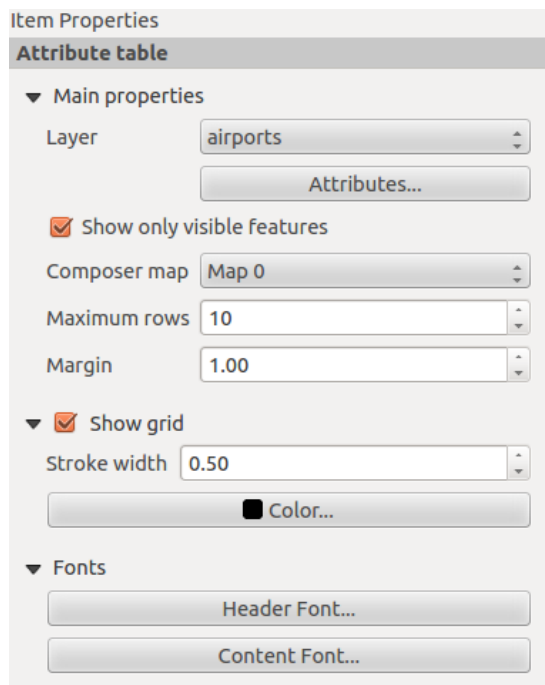 Item Properties
Attribute table
Main properties
Layer airports
Attributes...
Show only visible features
Composer map Map 0
Maximum rows 10
Margin 1.00
Show grid
Stroke width 0.50
Color...
Fonts
Header Font...
Content Font...